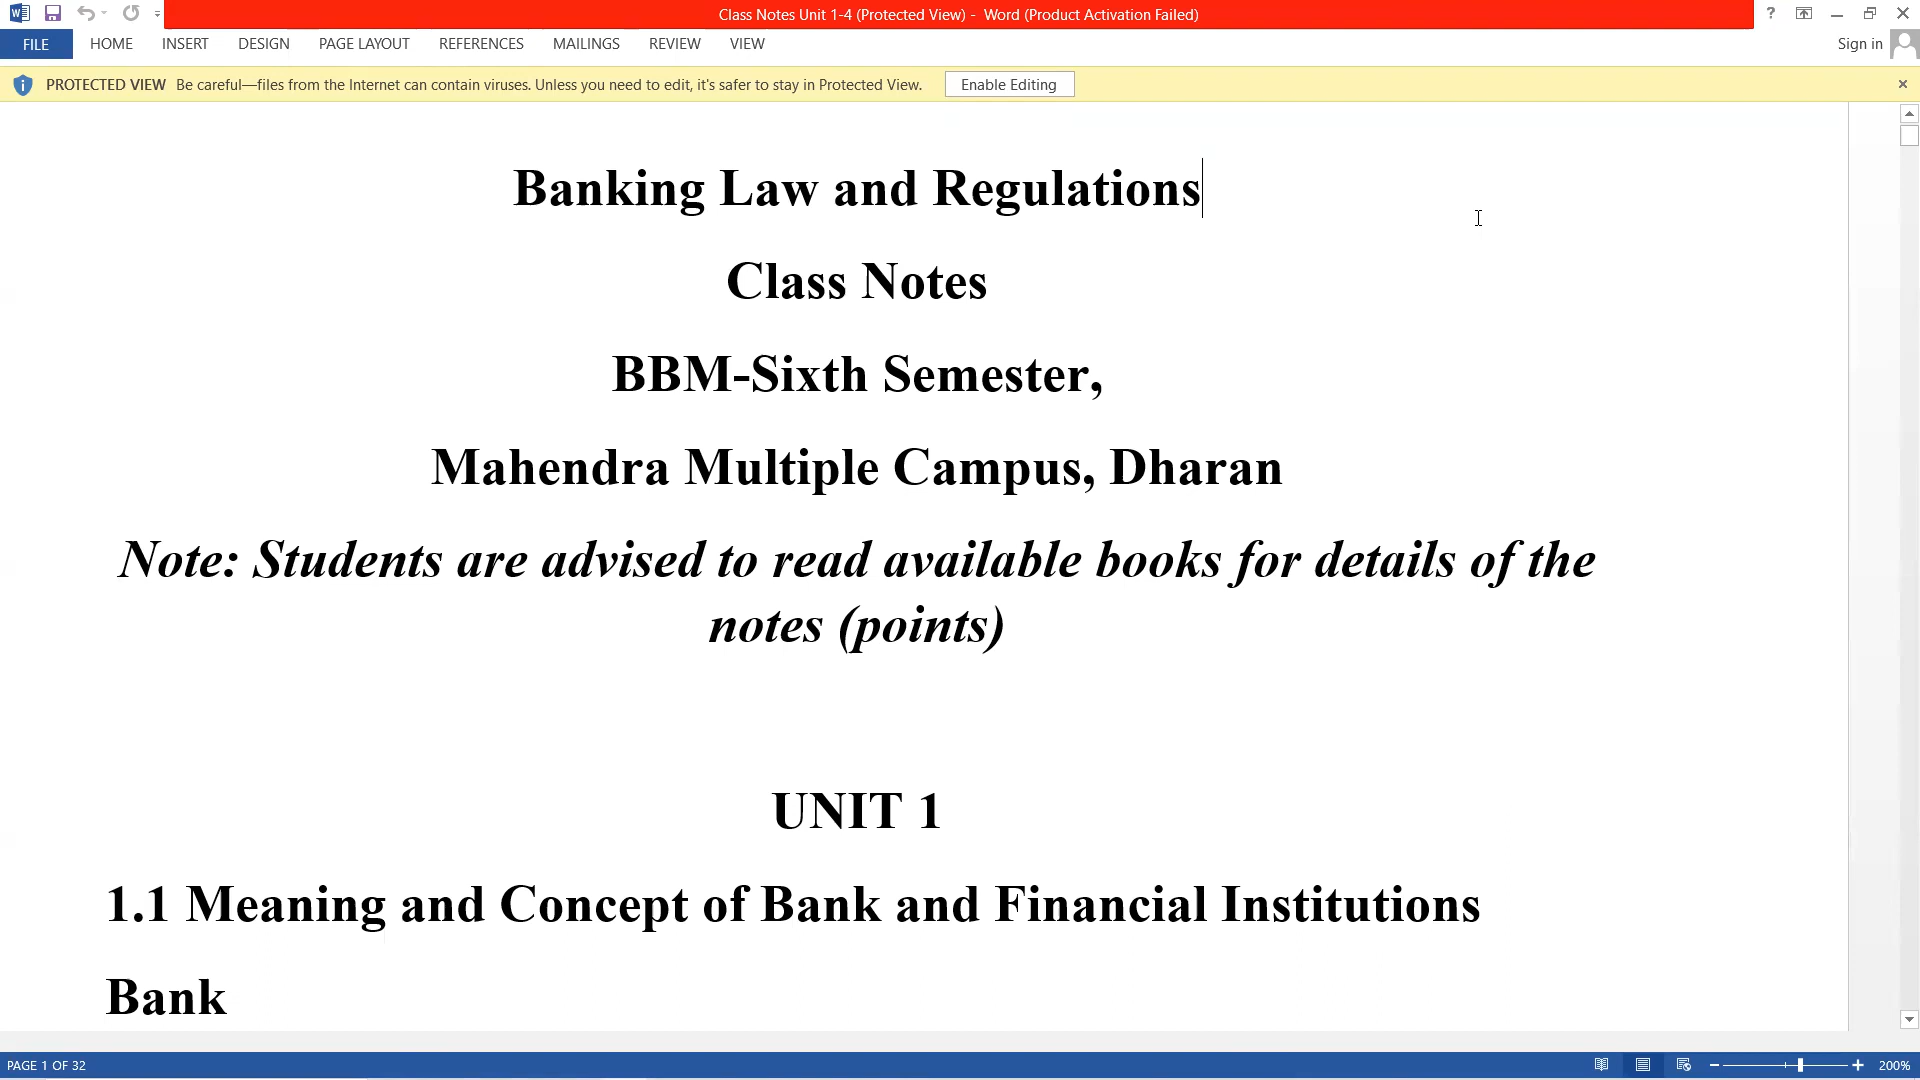 Class Notes Unit 1-4 (Protected View) - Word (Product Activation Failed)
FILE HOME INSERT DESIGN PAGE LAYOUT REFERENCES MAILINGS REVIEW VIEW Sign in
PROTECTED VIEW Be careful—files from the Internet can contain viruses. Unless you need to edit, it's safer to stay in Protected View. Enable Editing
Banking Law and Regulations
Class Notes
BBM-Sixth Semester,
Mahendra Multiple Campus, Dharan
Note: Students are advised to read available books for details of the
notes (points)
UNIT 1
1.1 Meaning and Concept of Bank and Financial Institutions
Bank
PAGE 1 OF 32 200%